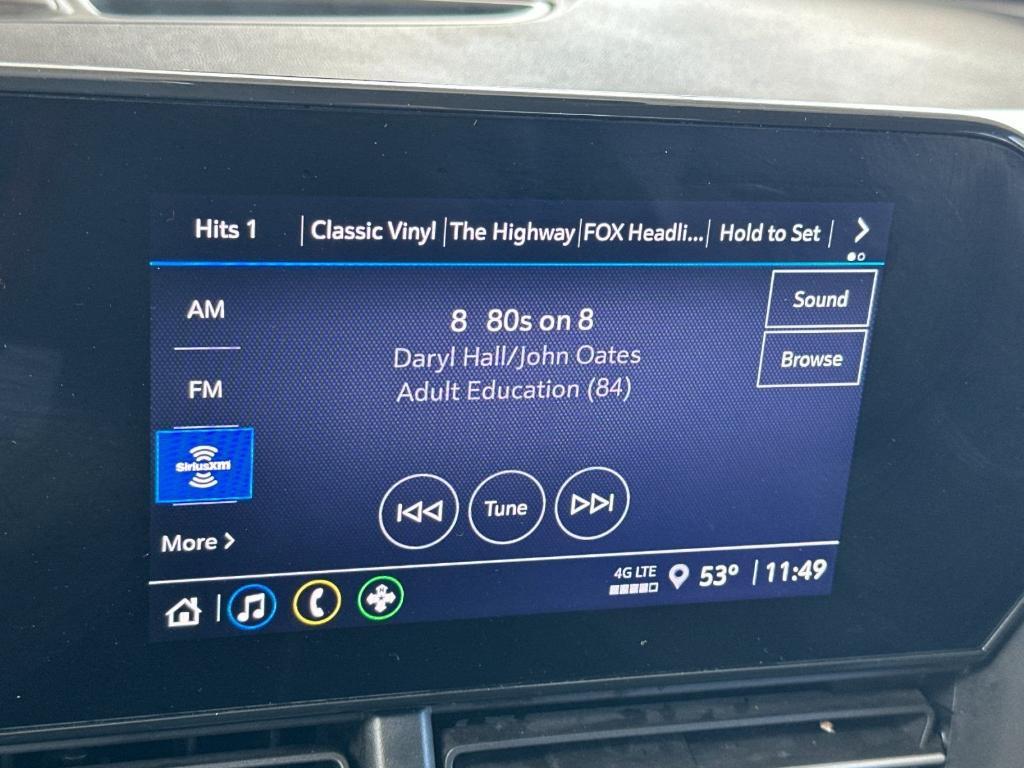 Hits 1 Classic Vinyl The Highway FOX Headli... Hold to Set
AM
FM
SiriusXM
More
8 80s on 8
Daryl Hall/John Oates
Adult Education (84)
Sound
Browse
Tune
4G LTE 53° 11:49